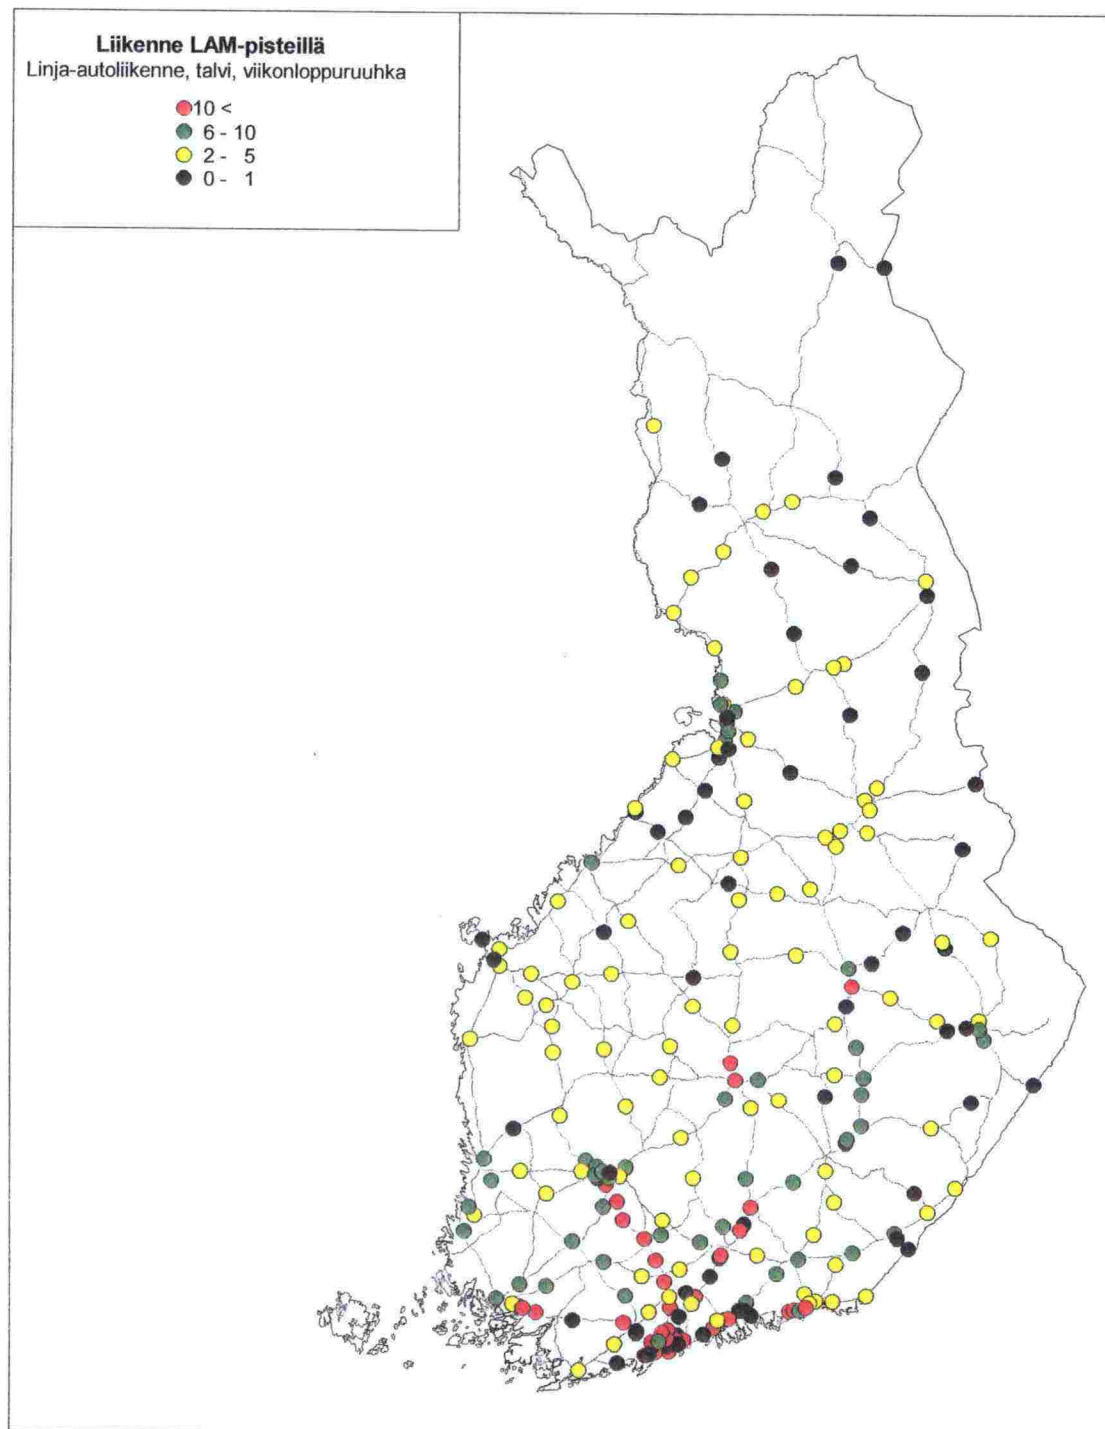 Liikenne LAM-pisteillä
Linja-autoliikenne, talvi, viikonloppuruuhka
10 <
6 - 10
2 - 5
0 - 1